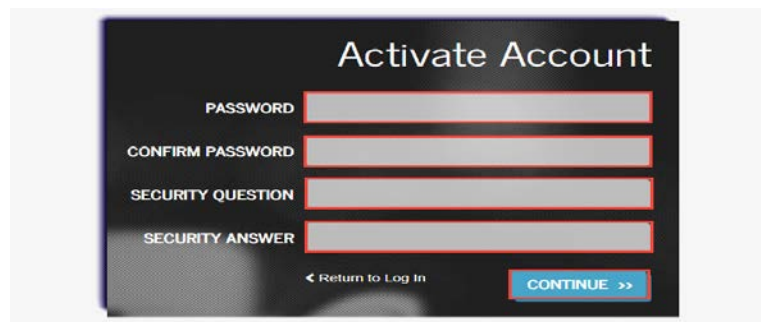 Activate Account
PASSWORD
CONFIRM PASSWORD
SECURITY QUESTION
SECURITY ANSWER
< Return to Log In CONTINUE >>